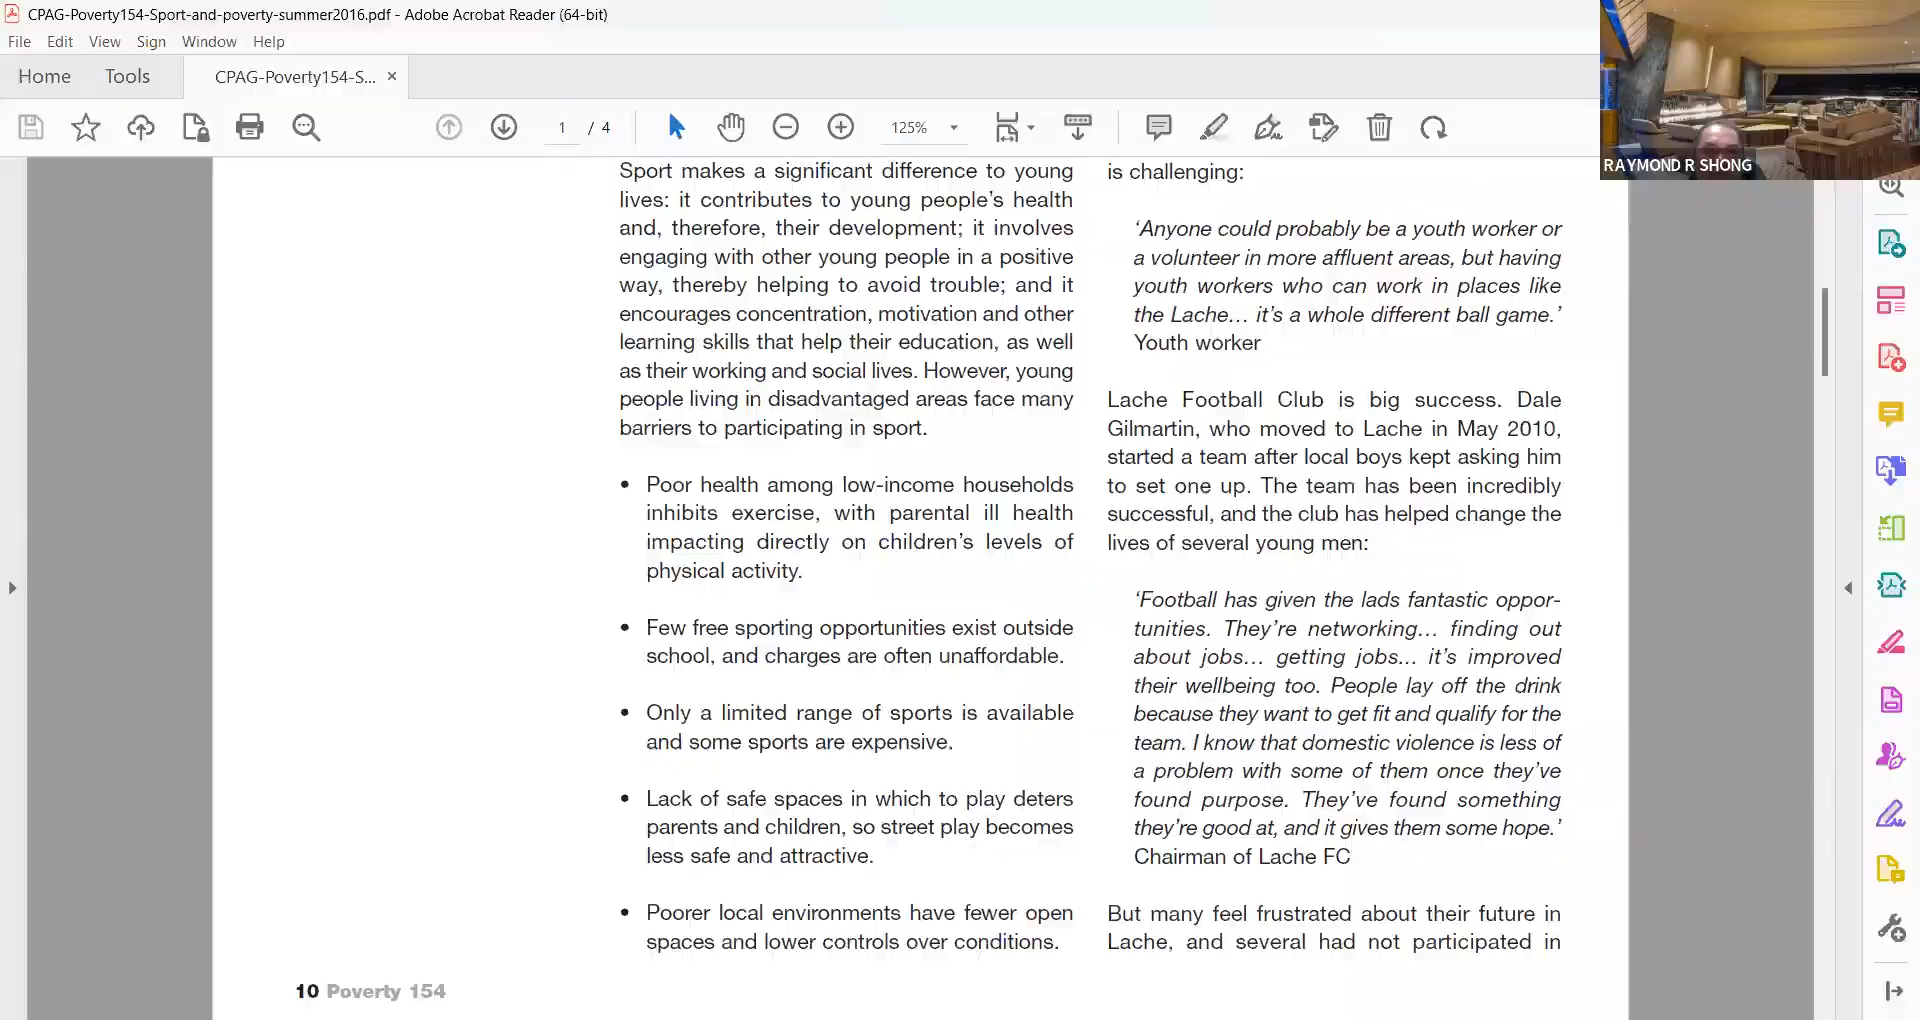 CPAG-Poverty154-Sport-and-poverty-summer2016.pdf - Adobe Acrobat Reader (64-bit)
File Edit View Sign Window Help
Home Tools CPAG-Poverty154-S... ×
1 / 4 125%
RAYMOND R SHONG
Sport makes a significant difference to young
lives: it contributes to young people’s health
and, therefore, their development; it involves
engaging with other young people in a positive
way, thereby helping to avoid trouble; and it
encourages concentration, motivation and other
learning skills that help their education, as well
as their working and social lives. However, young
people living in disadvantaged areas face many
barriers to participating in sport.
• Poor health among low-income households
inhibits exercise, with parental ill health
impacting directly on children’s levels of
physical activity.
• Few free sporting opportunities exist outside
school, and charges are often unaffordable.
• Only a limited range of sports is available
and some sports are expensive.
• Lack of safe spaces in which to play deters
parents and children, so street play becomes
less safe and attractive.
• Poorer local environments have fewer open
spaces and lower controls over conditions.
is challenging:
‘Anyone could probably be a youth worker or
a volunteer in more affluent areas, but having
youth workers who can work in places like
the Lache… it’s a whole different ball game.’
Youth worker
Lache Football Club is big success. Dale
Gilmartin, who moved to Lache in May 2010,
started a team after local boys kept asking him
to set one up. The team has been incredibly
successful, and the club has helped change the
lives of several young men:
‘Football has given the lads fantastic oppor-
tunities. They’re networking… finding out
about jobs… getting jobs… it’s improved
their wellbeing too. People lay off the drink
because they want to get fit and qualify for the
team. I know that domestic violence is less of
a problem with some of them once they’ve
found purpose. They’ve found something
they’re good at, and it gives them some hope.’
Chairman of Lache FC
But many feel frustrated about their future in
Lache, and several had not participated in
10 Poverty 154